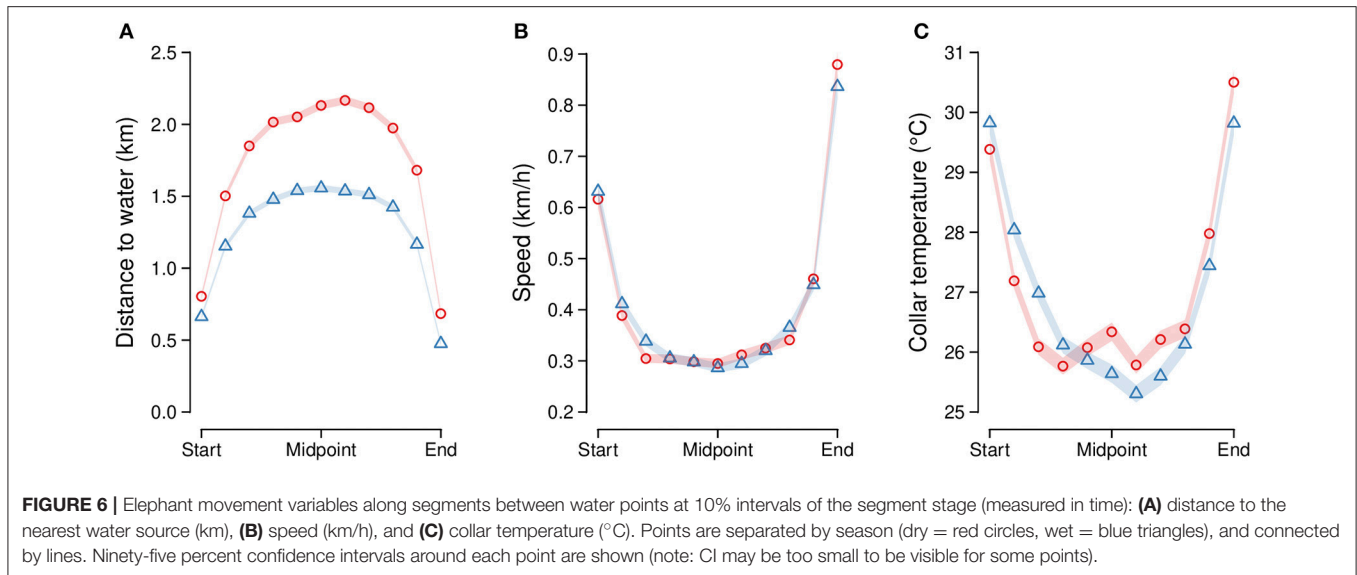 A
B
C
2.5
2.0
1.5
1.0
0.5
0.0
Distance to water (km)
Start
Midpoint
End
0.9
0.8
0.7
0.6
0.5
0.4
0.3
0.2
Speed (km/h)
Start
Midpoint
End
31
30
29
28
27
26
25
Collar temperature (°C)
Start
Midpoint
End
FIGURE 6 | Elephant movement variables along segments between water points at 10% intervals of the segment stage (measured in time): (A) distance to the
nearest water source (km), (B) speed (km/h), and (C) collar temperature (°C). Points are separated by season (dry = red circles, wet = blue triangles), and connected
by lines. Ninety-five percent confidence intervals around each point are shown (note: CI may be too small to be visible for some points).